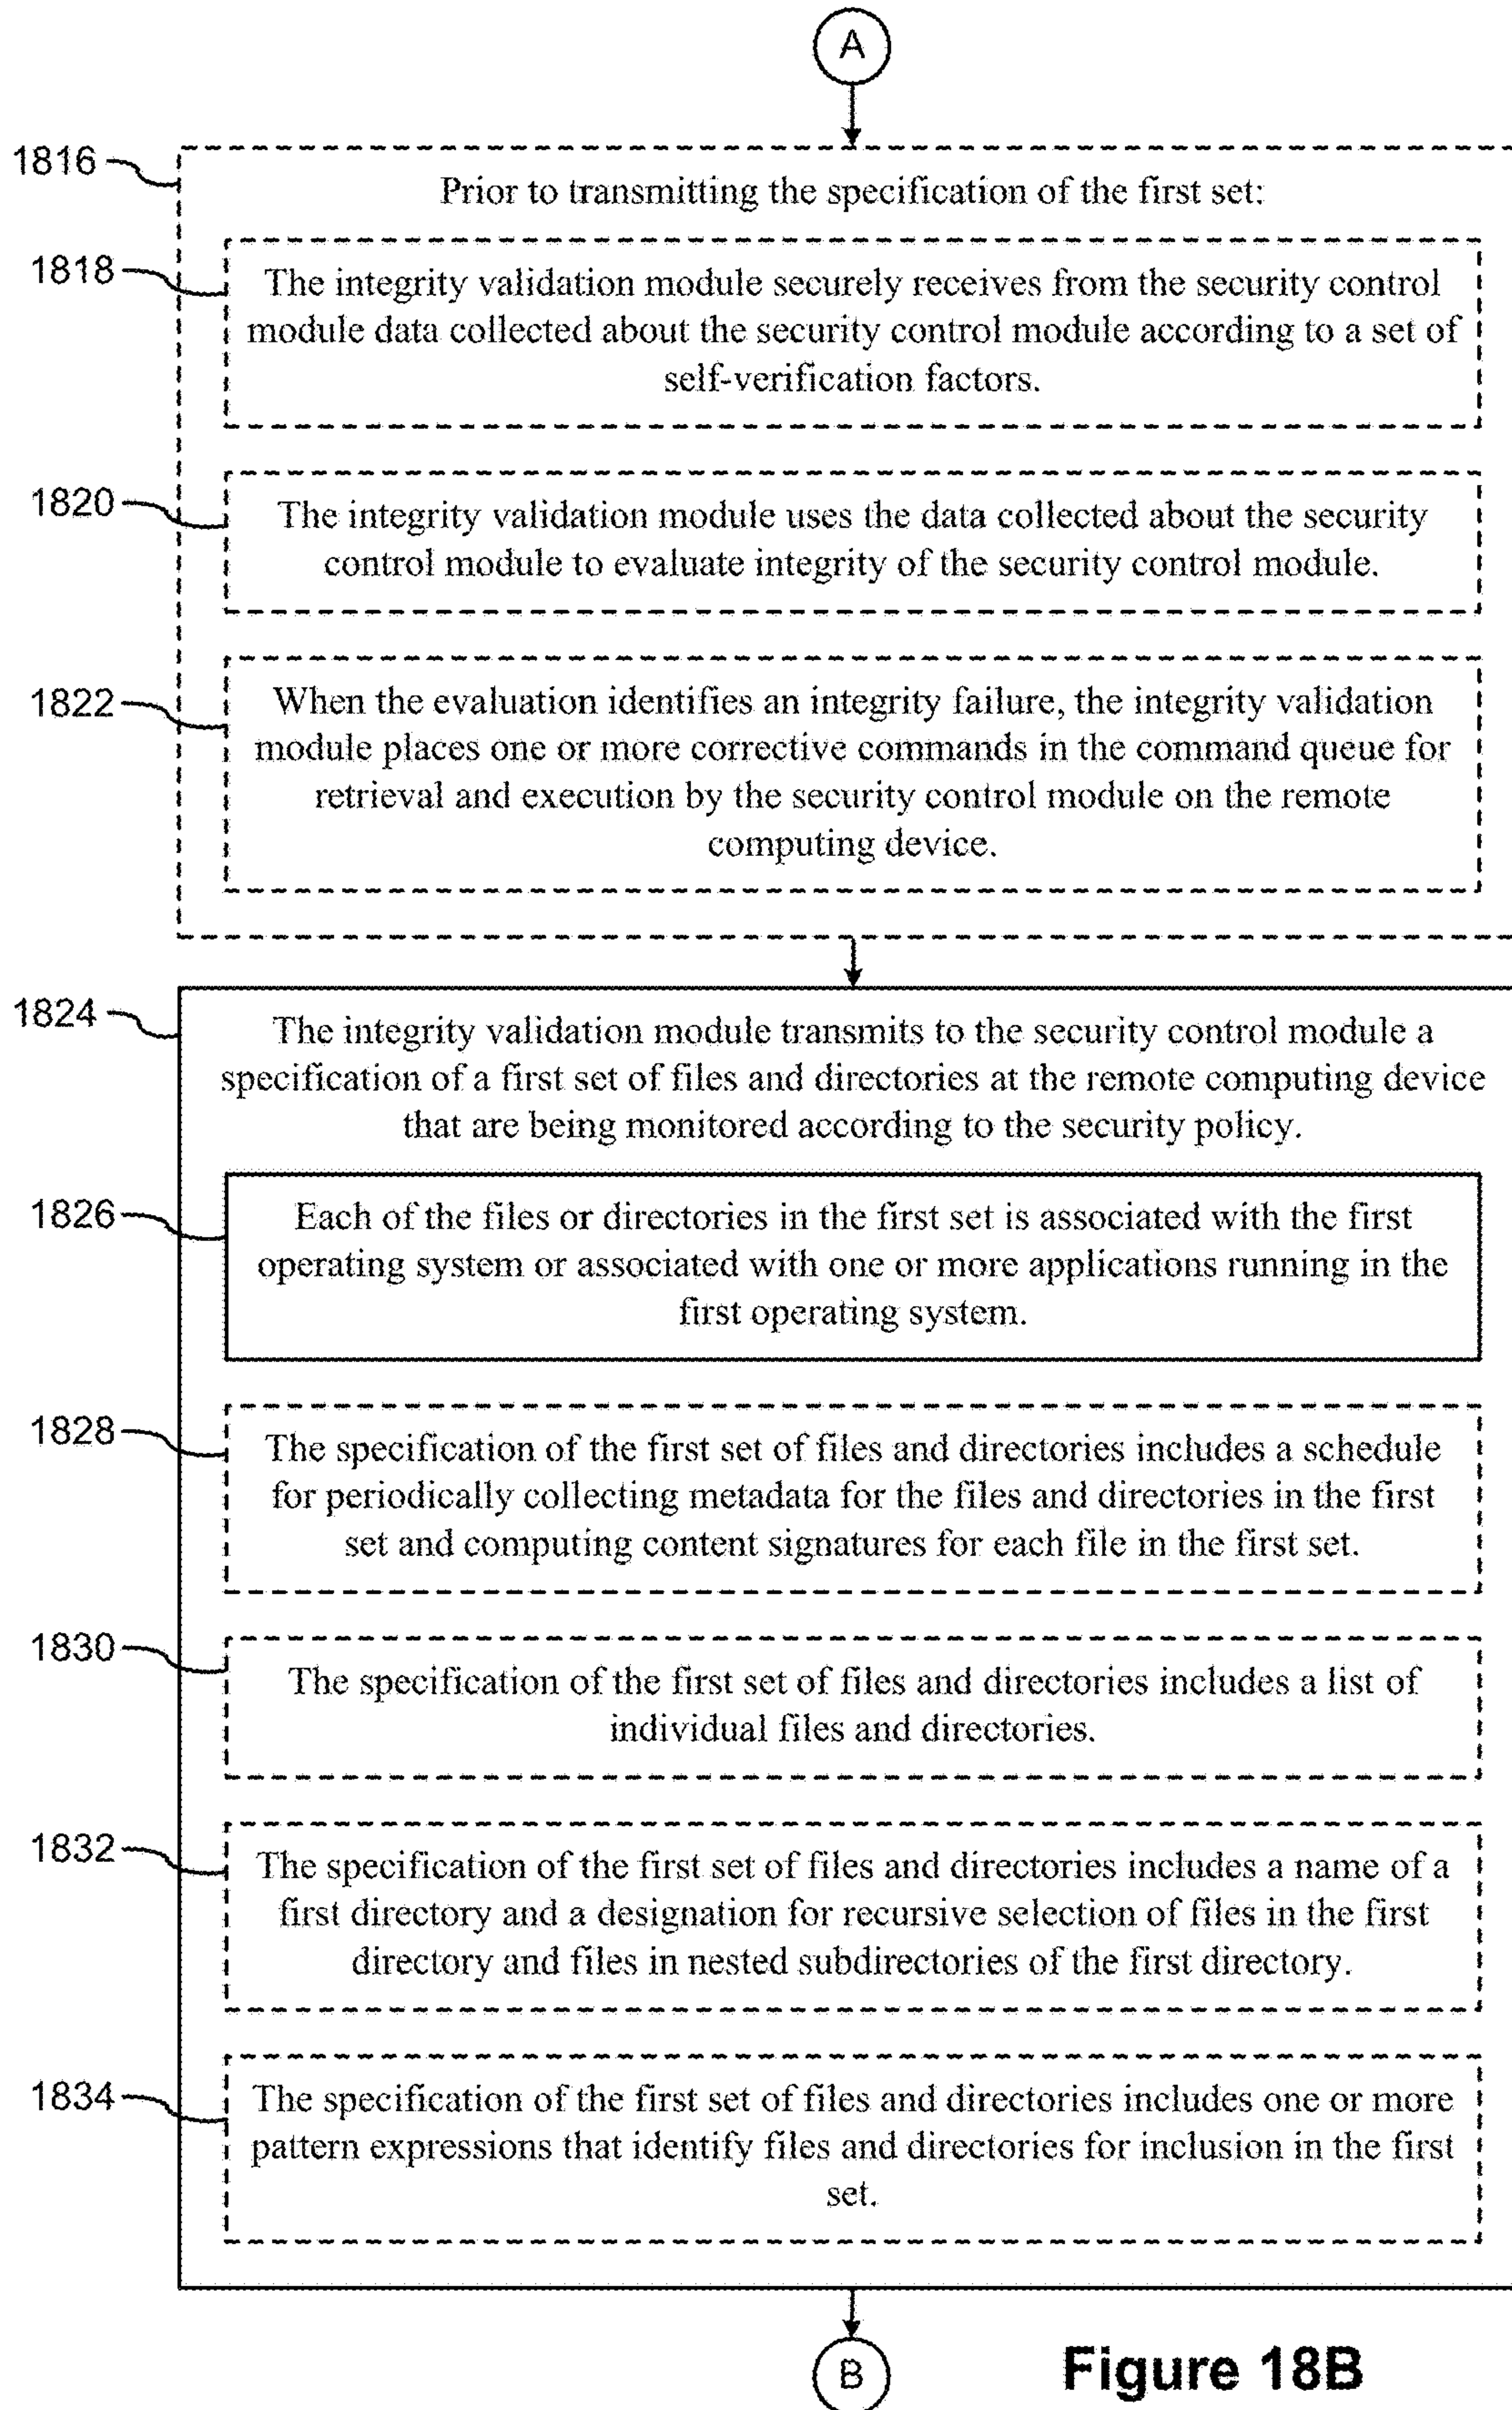 A
1816
Prior to transmitting the specification of the first set:
1818
The integrity validation module securely receives from the security control
module data collected about the security control module according to a set of
self-verification factors.
1820
The integrity validation module uses the data collected about the security
control module to evaluate integrity of the security control module.
1822
When the evaluation identifies an integrity failure, the integrity validation
module places one or more corrective commands in the command queue for
retrieval and execution by the security control module on the remote
computing device.
1824
The integrity validation module transmits to the security control module a
specification of a first set of files and directories at the remote computing device
that are being monitored according to the security policy.
1826
Each of the files or directories in the first set is associated with the first
operating system or associated with one or more applications running in the
first operating system.
1828
The specification of the first set of files and directories includes a schedule
for periodically collecting metadata for the files and directories in the first
set and computing content signatures for each file in the first set.
1830
The specification of the first set of files and directories includes a list of
individual files and directories.
1832
The specification of the first set of files and directories includes a name of a
first directory and a designation for recursive selection of files in the first
directory and files in nested subdirectories of the first directory.
1834
The specification of the first set of files and directories includes one or more
pattern expressions that identify files and directories for inclusion in the first
set.
B
Figure 18B